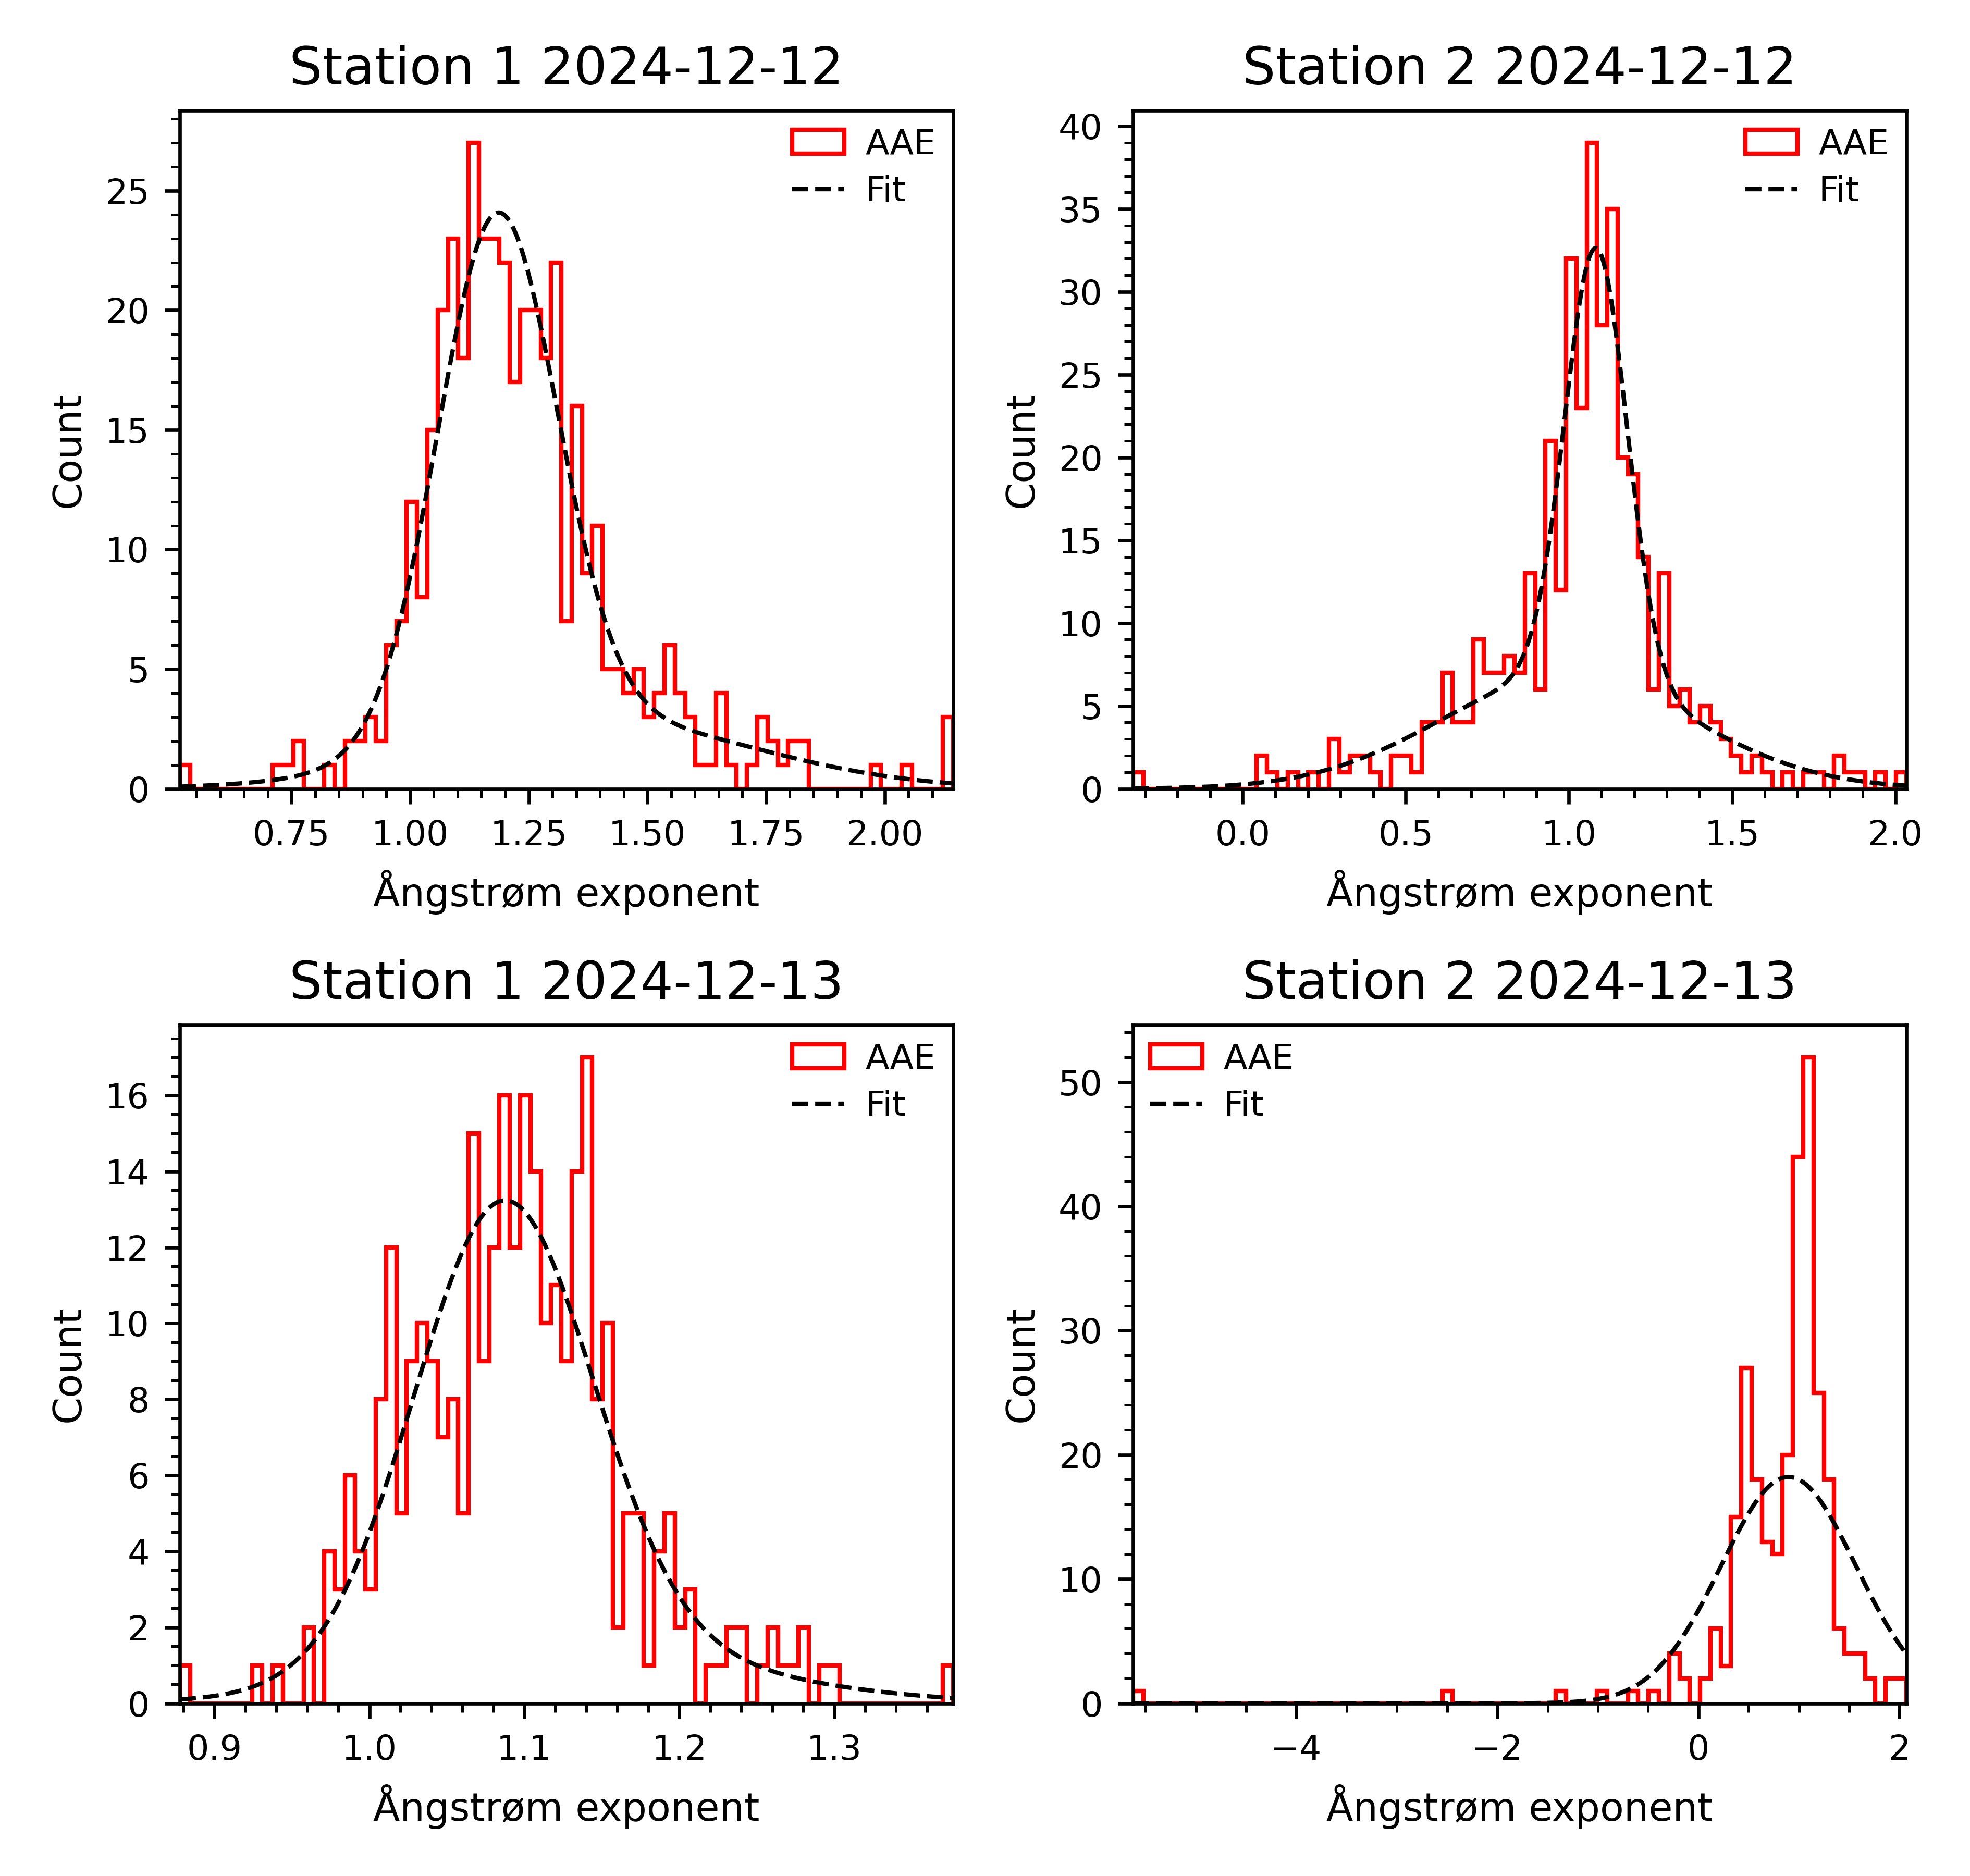 Station 1 2024-12-12
AAE
Fit
25
20
15
10
5
0
Count
0.75 1.00 1.25 1.50 1.75 2.00
Ångstrøm exponent
Station 2 2024-12-12
AAE
Fit
40
35
30
25
20
15
10
5
0
Count
0.0 0.5 1.0 1.5 2.0
Ångstrøm exponent
Station 1 2024-12-13
AAE
Fit
16
14
12
10
8
6
4
2
0
Count
0.9 1.0 1.1 1.2 1.3
Ångstrøm exponent
Station 2 2024-12-13
AAE
Fit
50
40
30
20
10
0
Count
−4 −2 0 2
Ångstrøm exponent